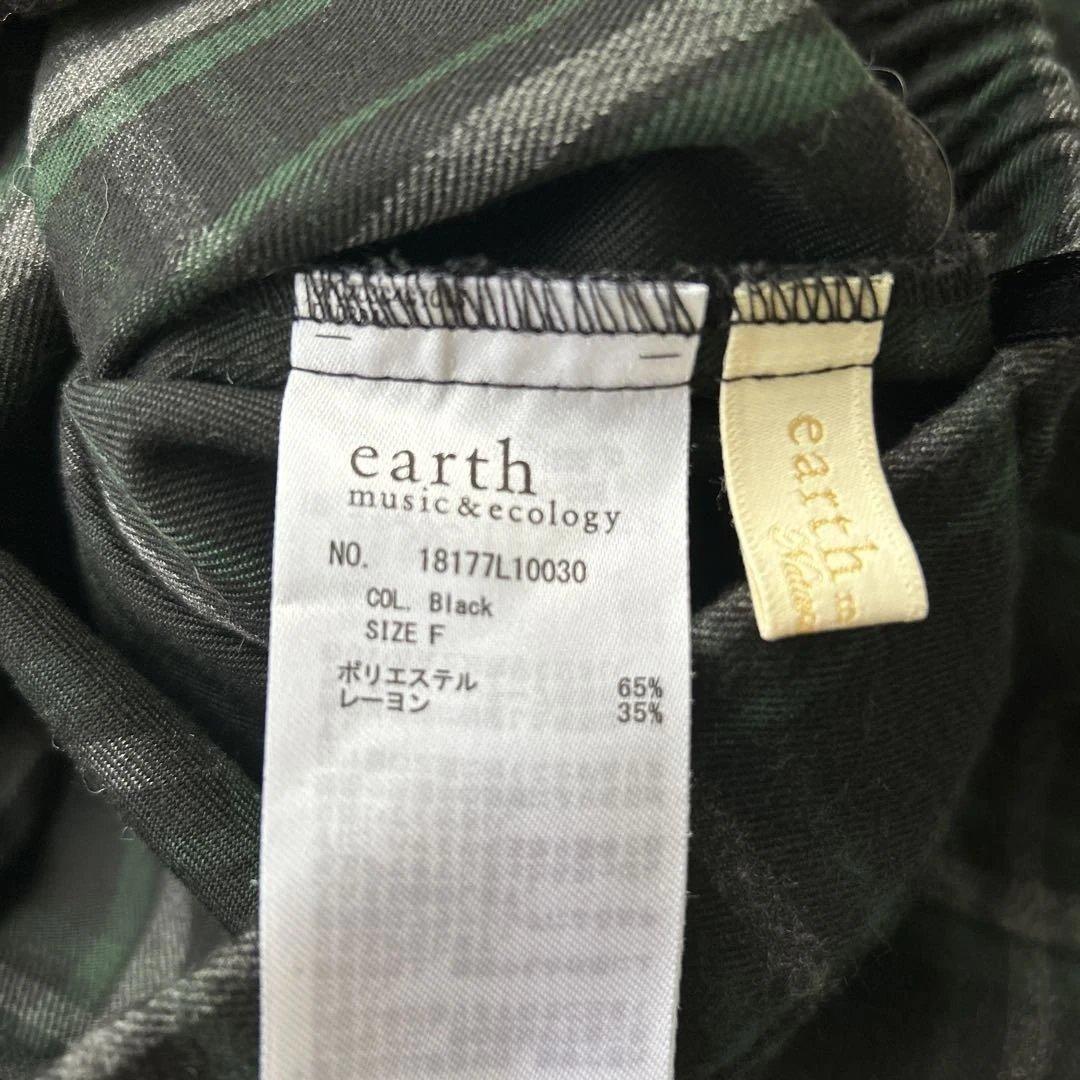 earth
music&ecology
NO. 18177L10030
COL. Black
SIZE F
ポリエステル 65%
レーヨン 35%
earth m